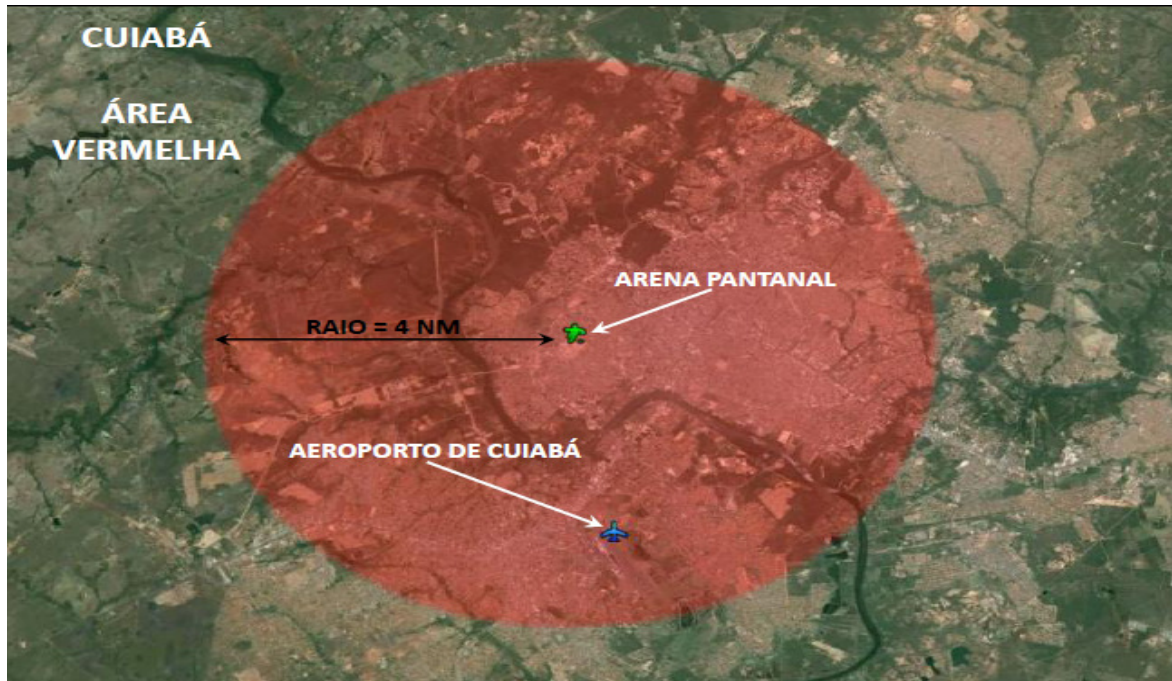 CUIABÁ
ÁREA
VERMELHA
ARENA PANTANAL
RAIO = 4 NM
AEROPORTO DE CUIABÁ